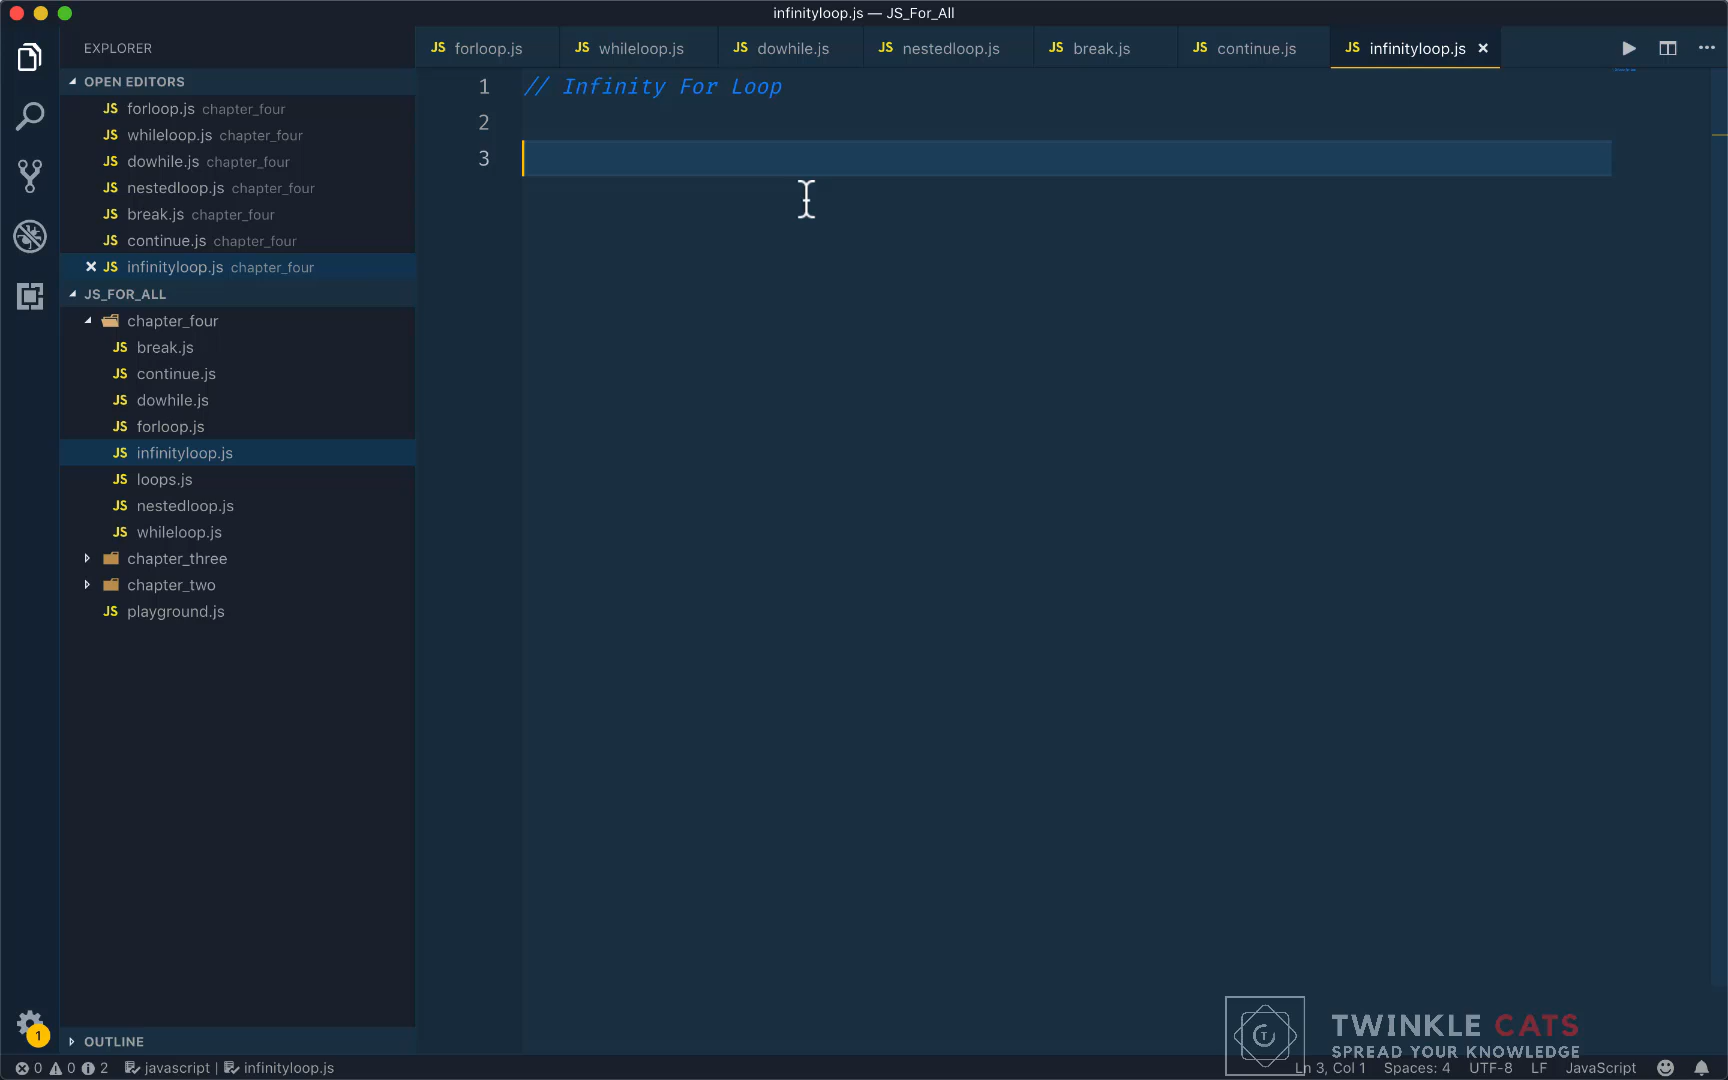 infinityloop.js — JS_For_All
EXPLORER
OPEN EDITORS
JS forloop.js chapter_four
JS whileloop.js chapter_four
JS dowhile.js chapter_four
JS nestedloop.js chapter_four
JS break.js chapter_four
JS continue.js chapter_four
JS infinityloop.js chapter_four
JS_FOR_ALL
chapter_four
JS break.js
JS continue.js
JS dowhile.js
JS forloop.js
JS infinityloop.js
JS loops.js
JS nestedloop.js
JS whileloop.js
chapter_three
chapter_two
JS playground.js
OUTLINE
1
JS forloop.js JS whileloop.js JS dowhile.js JS nestedloop.js JS break.js JS continue.js JS infinityloop.js
1 // Infinity For Loop
2
3
TWINKLE CATS
SPREAD YOUR KNOWLEDGE
0 0 2 javascript | infinityloop.js Ln 3, Col 1 Spaces: 4 UTF-8 LF JavaScript